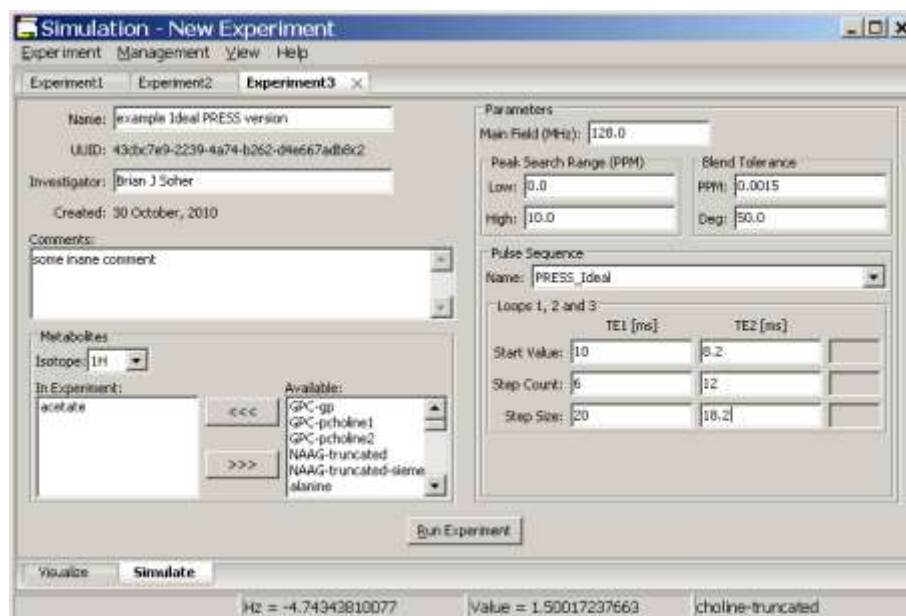 Simulation - New Experiment
Experiment Management View Help
Experiment1 Experiment2 Experiment3
Name: example Ideal PRESS version
UUID: 43dbc7e9-2239-4a74-b262-d4e667adb8c2
Investigator: Brian J Soher
Created: 30 October, 2010
Comments:
some inane comment
Metabolites
Isotope: 1H
In Experiment:
acetate
<<<
>>>
Available:
GPC-gp
GPC-pcholine1
GPC-pcholine2
NAAG-truncated
NAAG-truncated-sieme
alanine
Parameters
Main Field (MHz): 128.0
Peak Search Range (PPM)
Low: 0.0
High: 10.0
Blend Tolerance
PPM: 0.0015
Deg: 50.0
Pulse Sequence
Name: PRESS_Ideal
Loops 1, 2 and 3
TE1 [ms] TE2 [ms]
Start Value: 10 8.2
Step Count: 6 12
Step Size: 20 18.2
Run Experiment
Visualize Simulate
Hz = -4.74343810077 Value = 1.50017237663 choline-truncated